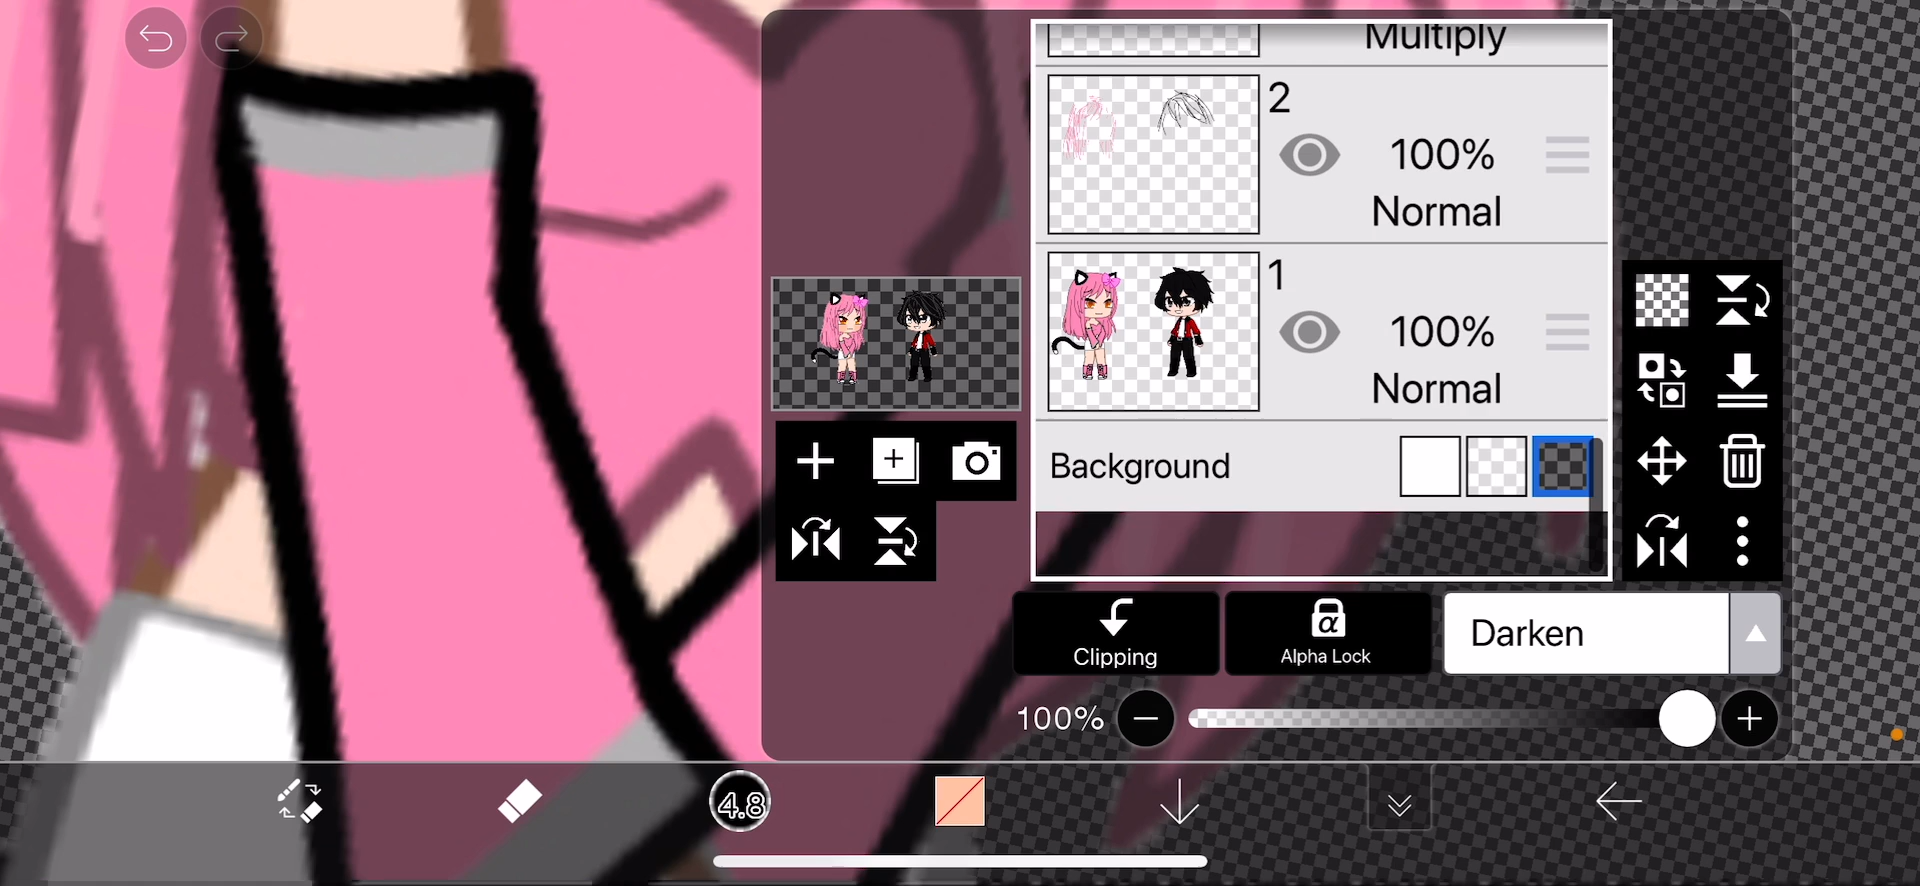 Multiply
2
100%
Normal
1
100%
Normal
Background
Clipping
α
Alpha Lock
Darken
100%
4.8